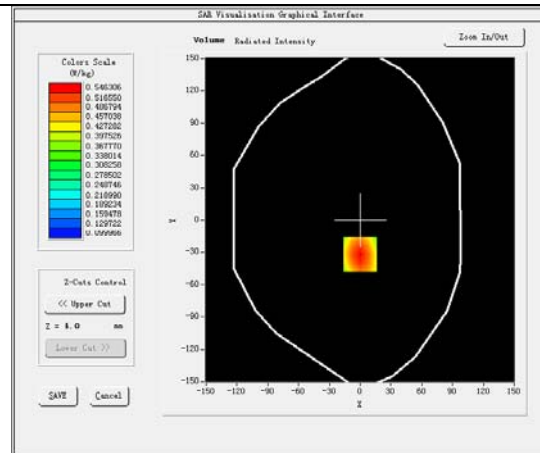 SAR Visualisation Graphical Interface
Volume Radiated Intensity
Zoom In/Out
Colors Scale
(W/kg)
0.546306
0.516550
0.486794
0.457038
0.427282
0.397526
0.367770
0.338014
0.308258
0.278502
0.248746
0.218990
0.189234
0.159478
0.129722
0.099966
Z-Cuts Control
<< Upper Cut
Z = 4.0 mm
Lower Cut >>
SAVE Cancel
150
120
90
60
30
0
-30
-60
-90
-120
-150
Y
-150 -120 -90 -60 -30 0 30 60 90 120 150
X